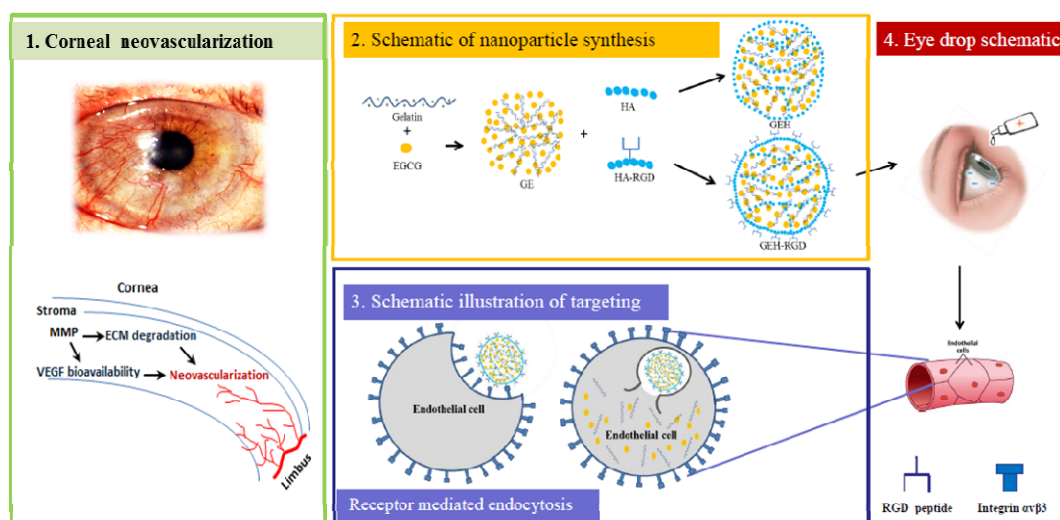 1. Corneal neovascularization
Cornea
Stroma
MMP
ECM degradation
VEGF bioavailability
Neovascularization
Limbus
2. Schematic of nanoparticle synthesis
Gelatin
+
EGCG
GE
+
HA
HA-RGD
GEH
GEH-RGD
3. Schematic illustration of targeting
Endothelial cell
Endothelial cell
Receptor mediated endocytosis
4. Eye drop schematic
Endothelal
cells
RGD peptide
Integrin αvβ3